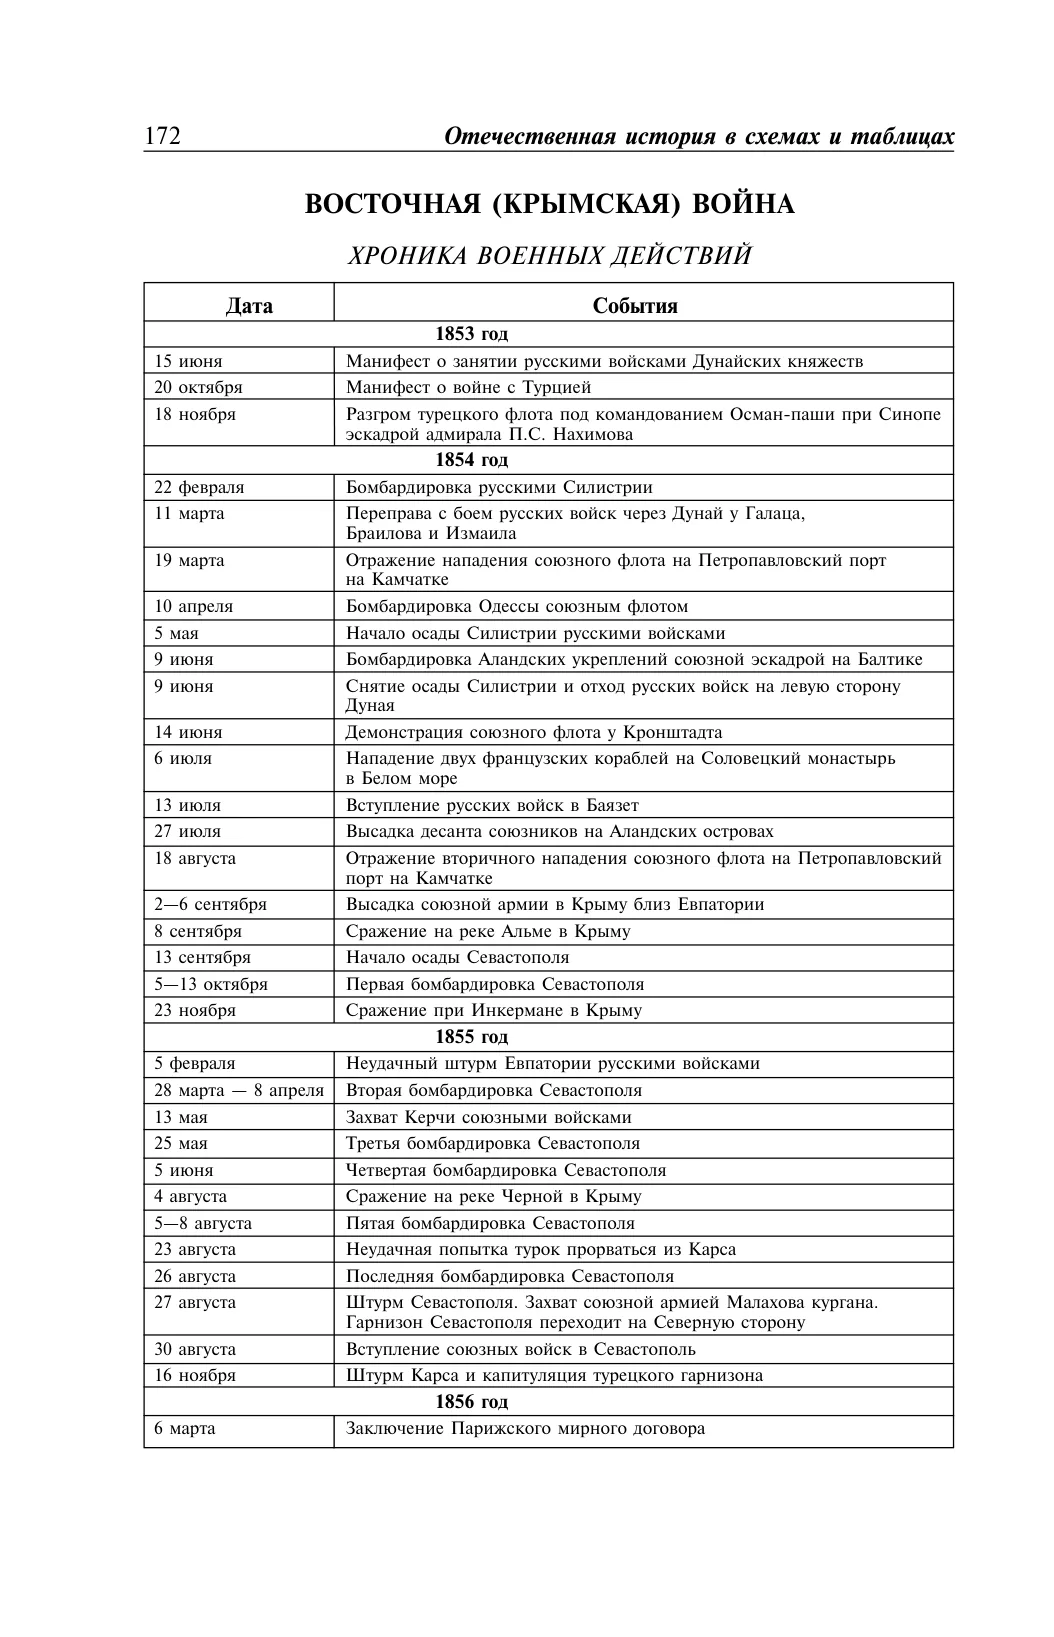 172 Отечественная история в схемах и таблицах
ВОСТОЧНАЯ (КРЫМСКАЯ) ВОЙНА
ХРОНИКА ВОЕННЫХ ДЕЙСТВИЙ
Дата События
1853 год
15 июня Манифест о занятии русскими войсками Дунайских княжеств
20 октября Манифест о войне с Турцией
18 ноября Разгром турецкого флота под командованием Осман-паши при Синопе
эскадрой адмирала П.С. Нахимова
1854 год
22 февраля Бомбардировка русскими Силистрии
11 марта Переправа с боем русских войск через Дунай у Галаца,
Браилова и Измаила
19 марта Отражение нападения союзного флота на Петропавловский порт
на Камчатке
10 апреля Бомбардировка Одессы союзным флотом
5 мая Начало осады Силистрии русскими войсками
9 июня Бомбардировка Аландских укреплений союзной эскадрой на Балтике
9 июня Снятие осады Силистрии и отход русских войск на левую сторону
Дуная
14 июня Демонстрация союзного флота у Кронштадта
6 июля Нападение двух французских кораблей на Соловецкий монастырь
в Белом море
13 июля Вступление русских войск в Баязет
27 июля Высадка десанта союзников на Аландских островах
18 августа Отражение вторичного нападения союзного флота на Петропавловский
порт на Камчатке
2—6 сентября Высадка союзной армии в Крыму близ Евпатории
8 сентября Сражение на реке Альме в Крыму
13 сентября Начало осады Севастополя
5—13 октября Первая бомбардировка Севастополя
23 ноября Сражение при Инкермане в Крыму
1855 год
5 февраля Неудачный штурм Евпатории русскими войсками
28 марта — 8 апреля Вторая бомбардировка Севастополя
13 мая Захват Керчи союзными войсками
25 мая Третья бомбардировка Севастополя
5 июня Четвертая бомбардировка Севастополя
4 августа Сражение на реке Черной в Крыму
5—8 августа Пятая бомбардировка Севастополя
23 августа Неудачная попытка турок прорваться из Карса
26 августа Последняя бомбардировка Севастополя
27 августа Штурм Севастополя. Захват союзной армией Малахова кургана.
Гарнизон Севастополя переходит на Северную сторону
30 августа Вступление союзных войск в Севастополь
16 ноября Штурм Карса и капитуляция турецкого гарнизона
1856 год
6 марта Заключение Парижского мирного договора